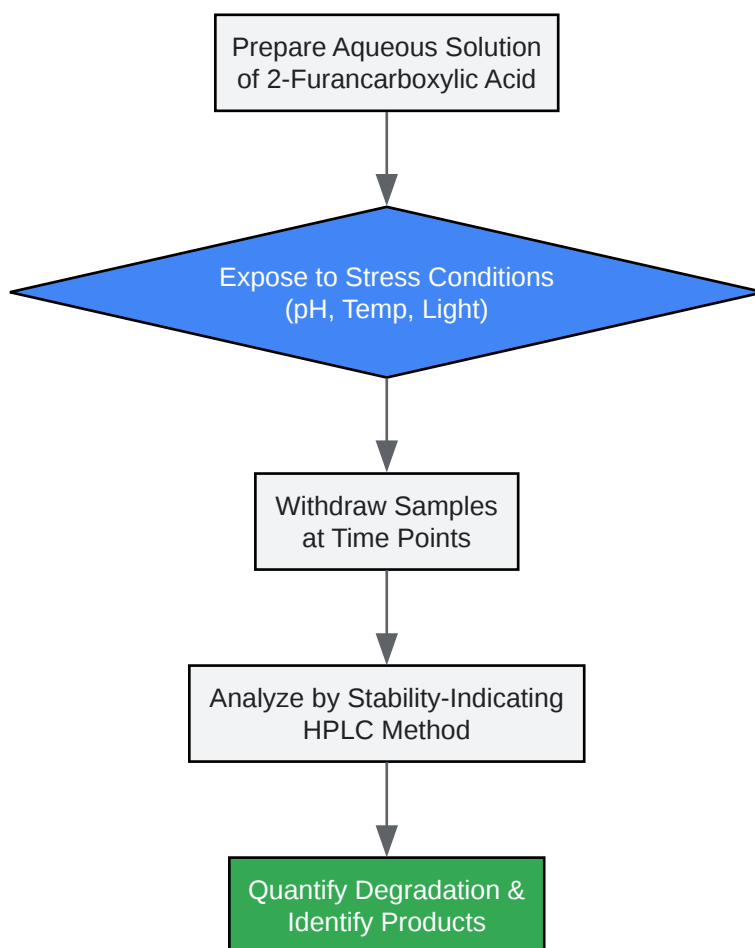 Prepare Aqueous Solution
of 2-Furancarboxylic Acid
Expose to Stress Conditions
(pH, Temp, Light)
Withdraw Samples
at Time Points
Analyze by Stability-Indicating
HPLC Method
Quantify Degradation &
Identify Products